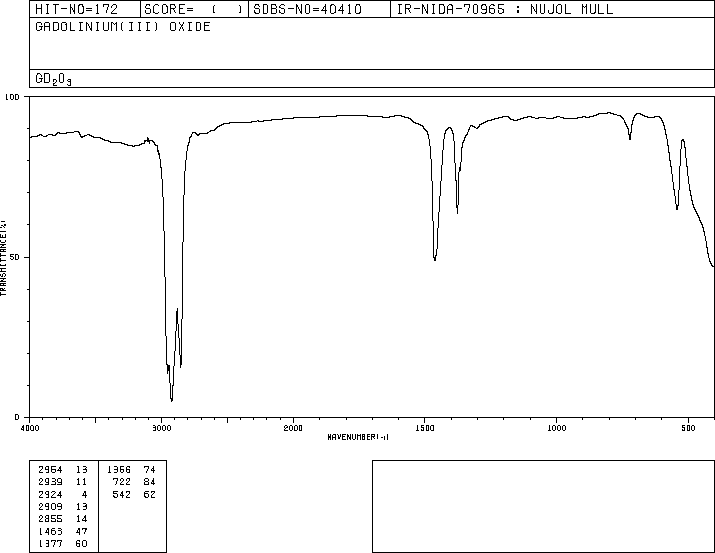 HIT-NO=172 SCORE= ( ) SDBS-NO=40410 IR-NIDA-70965 : NUJOL MULL
GADOLINIUM(III) OXIDE
GD2O3
100
50
0
TRANSMITTANCE(%)
4000 3000 2000 1500 1000 500
WAVENUMBER(-1)
2964 13 1366 74
2939 11 722 84
2924 4 542 62
2909 13
2855 14
1463 47
1377 60